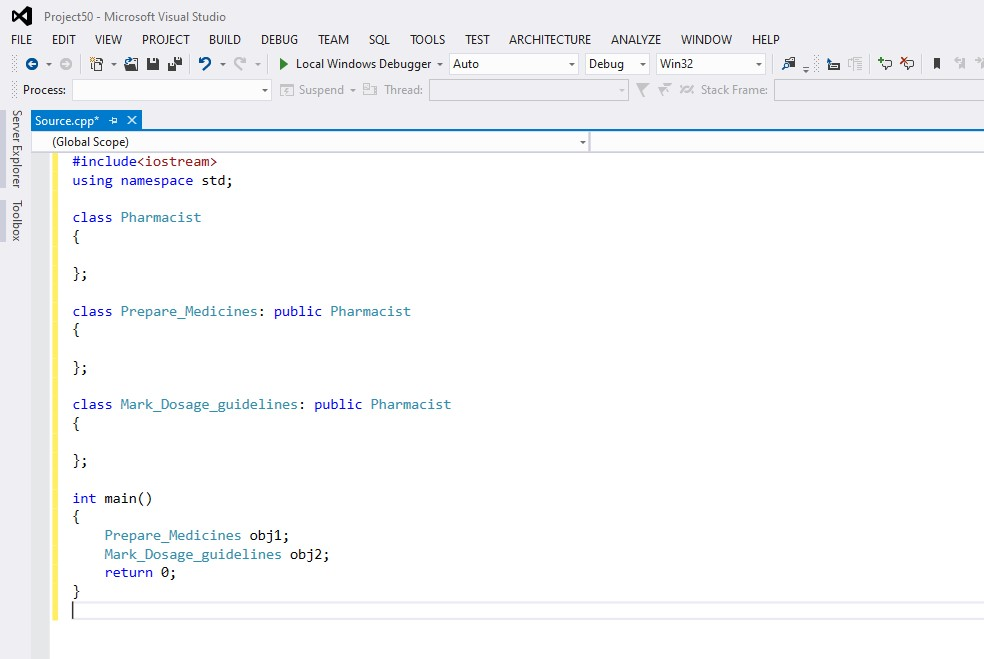 Project50 - Microsoft Visual Studio
FILE EDIT VIEW PROJECT BUILD DEBUG TEAM SQL TOOLS TEST ARCHITECTURE ANALYZE WINDOW HELP
Local Windows Debugger Auto Debug Win32
Process: Suspend Thread: Stack Frame:
Server Explorer
Toolbox
Source.cpp*
(Global Scope)
#include<iostream>
using namespace std;
class Pharmacist
{
};
class Prepare_Medicines: public Pharmacist
{
};
class Mark_Dosage_guidelines: public Pharmacist
{
};
int main()
{
Prepare_Medicines obj1;
Mark_Dosage_guidelines obj2;
return 0;
}